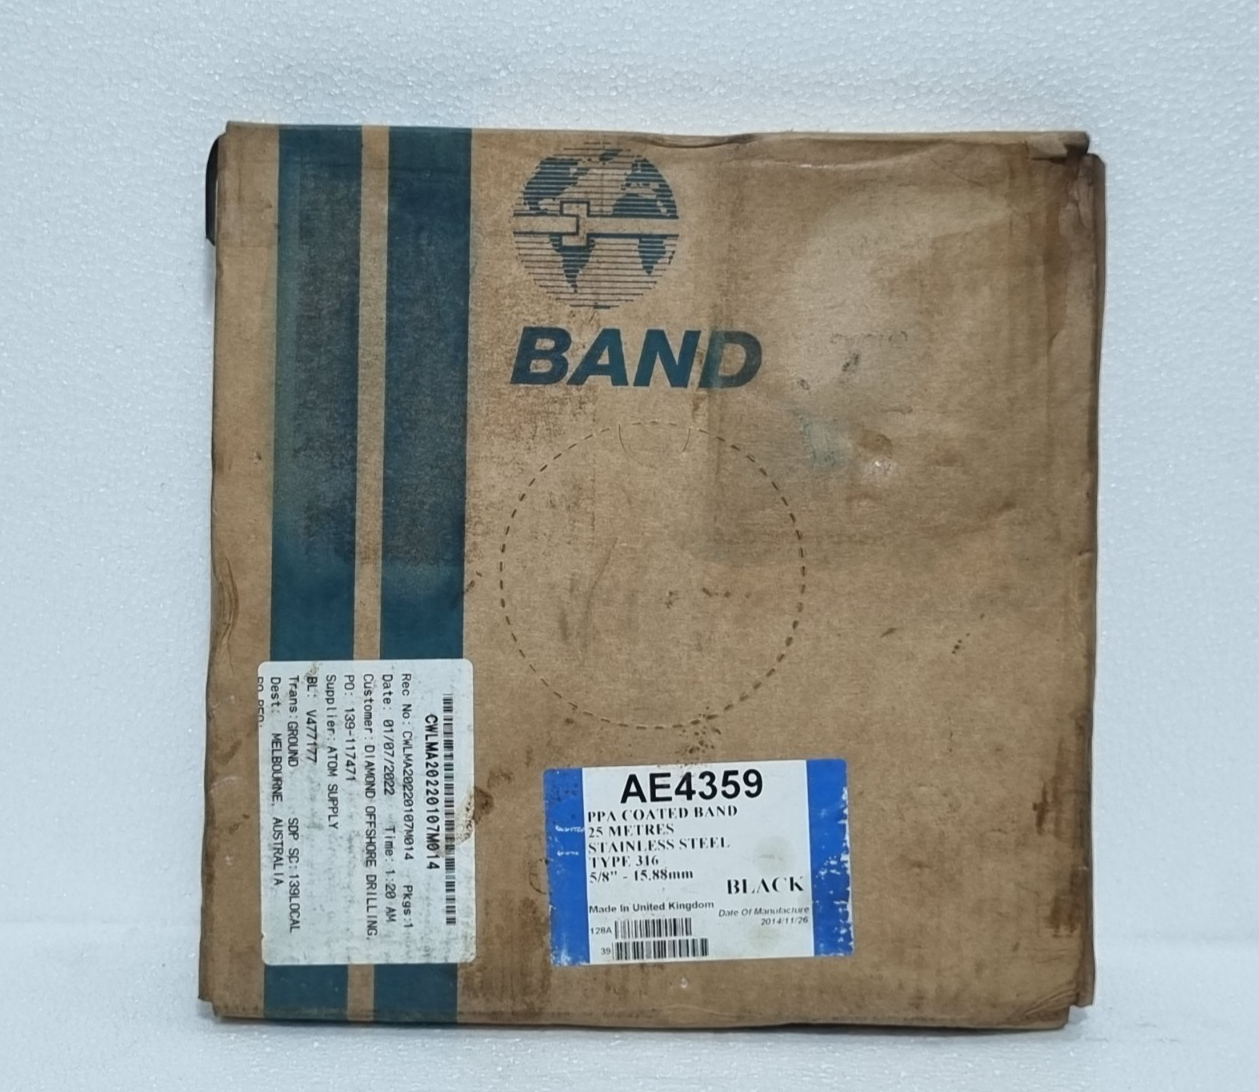 BAND
CWLMA20220107M014
Rec No: CWLMA20220107M014 Pkgs:1
Date: 01/07/2022 Time: 1:20 AM
Customer: DIAMOND OFFSHORE DRILLING,
PO: 139-117471
Supplier: ATOM SUPPLY
BL: V477177
Trans: GROUND SDP SC: 139LOCAL
Dest: MELBOURNE, AUSTRALIA
AE4359
PPA COATED BAND
25 METRES
STAINLESS STEEL
TYPE 316
5/8" - 15.88mm
BLACK
Made In United Kingdom
Date Of Manufacture
2014/11/26
128A
39